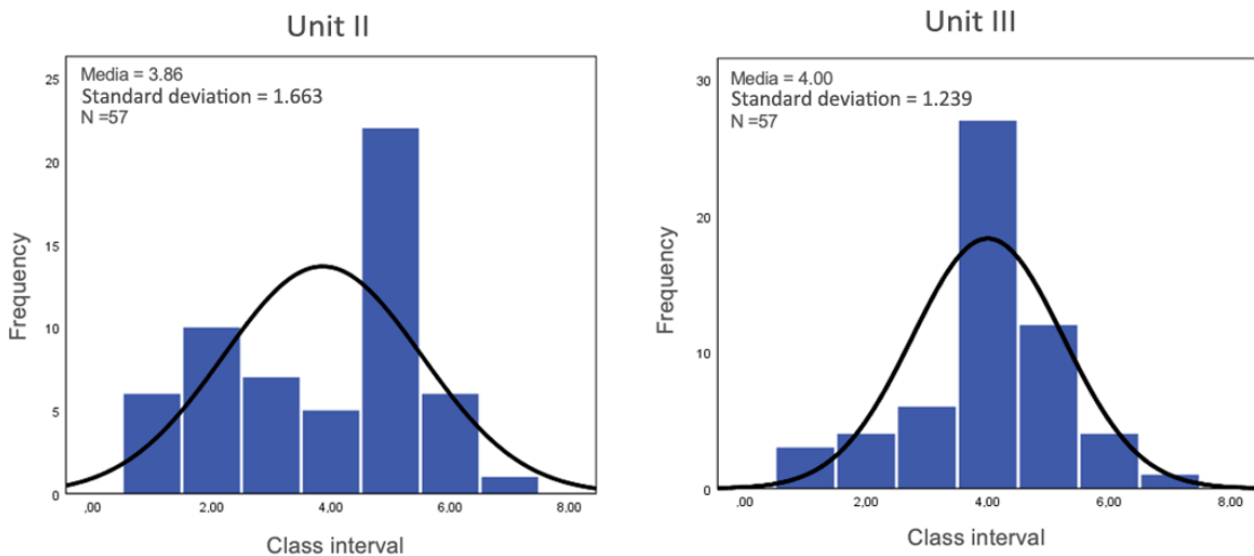 Unit II
Media = 3.86
Standard deviation = 1.663
N =57
25
20
15
10
5
0
Frequency
,00
2,00
4,00
6,00
8,00
Class interval
Unit III
Media = 4.00
Standard deviation = 1.239
N =57
30
20
10
0
Frequency
,00
2,00
4,00
6,00
8,00
Class interval